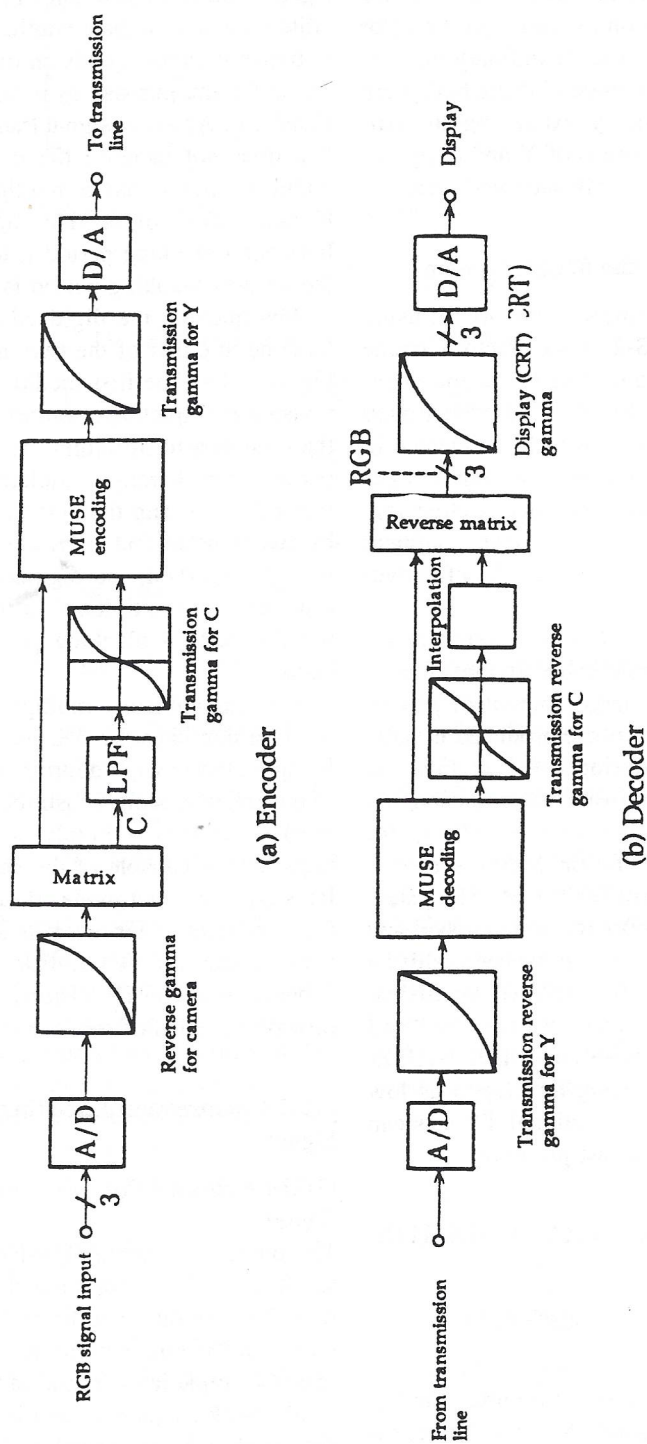 RGB signal input
3
A/D
Reverse gamma
for camera
Matrix
C
LPF
Transmission
gamma for C
MUSE
encoding
Transmission
gamma for Y
D/A
To transmission
line
(a) Encoder
From transmission
line
A/D
Transmission reverse
gamma for Y
MUSE
decoding
Transmission reverse
gamma for C
Interpolation
Reverse matrix
RGB
3
Display (CRT)
gamma
CRT)
3
D/A
Display
(b) Decoder